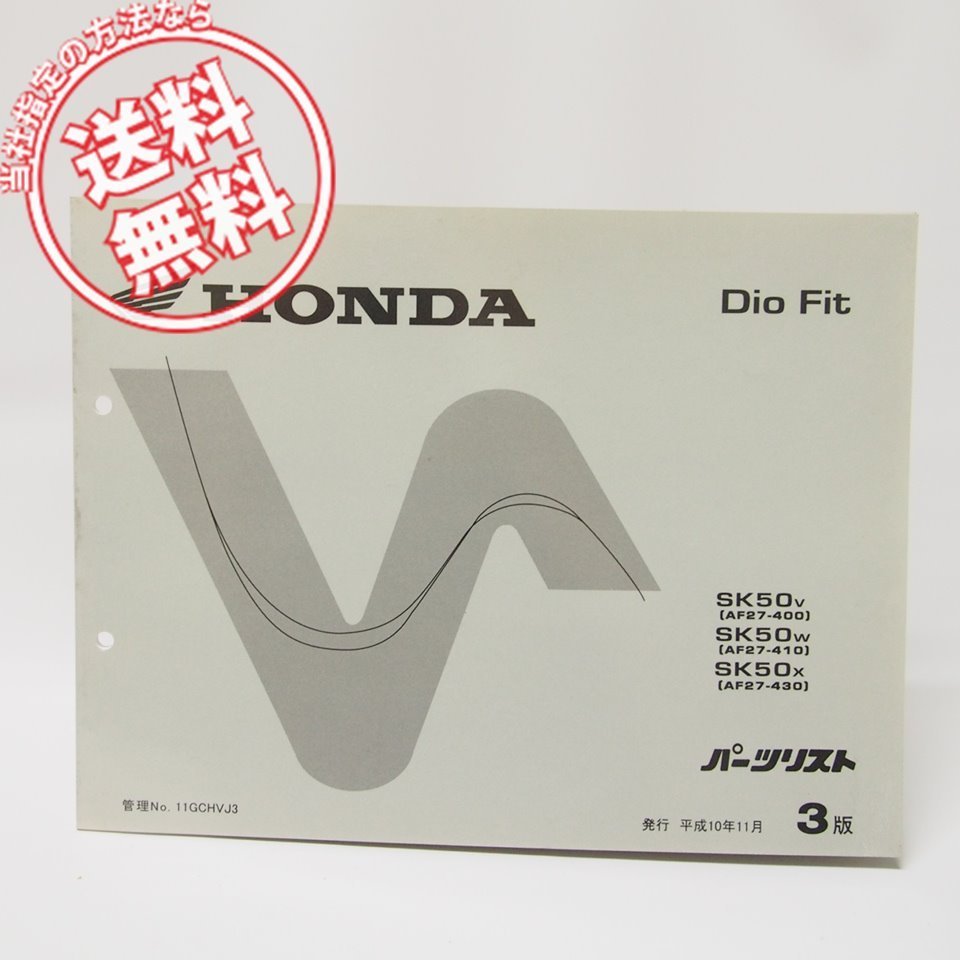 当社指定の方法なら
送料
無料
HONDA
Dio Fit
SK50V
(AF27-400)
SK50W
(AF27-410)
SK50X
(AF27-430)
パーツリスト
管理No. 11GCHVJ3
発行 平成10年11月 3版